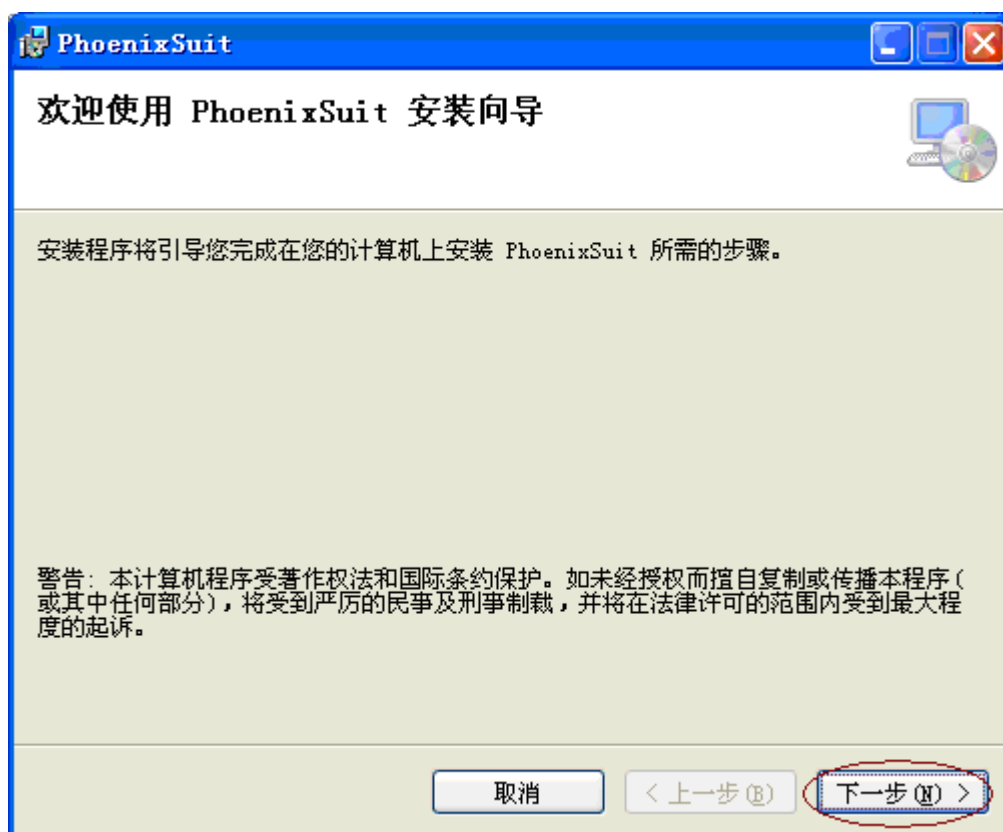 PhoenixSuit
欢迎使用 PhoenixSuit 安装向导
安装程序将引导您完成在您的计算机上安装 PhoenixSuit 所需的步骤。
警告: 本计算机程序受著作权法和国际条约保护。如未经授权而擅自复制或传播本程序(
或其中任何部分),将受到严厉的民事及刑事制裁,并将在法律许可的范围内受到最大程
度的起诉。
取消
< 上一步(B)
下一步(N) >